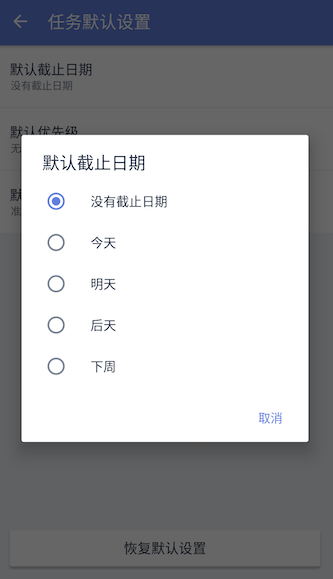 任务默认设置
默认截止日期
没有截止日期
默认优先级
无
默
准
默认截止日期
没有截止日期
今天
明天
后天
下周
取消
恢复默认设置